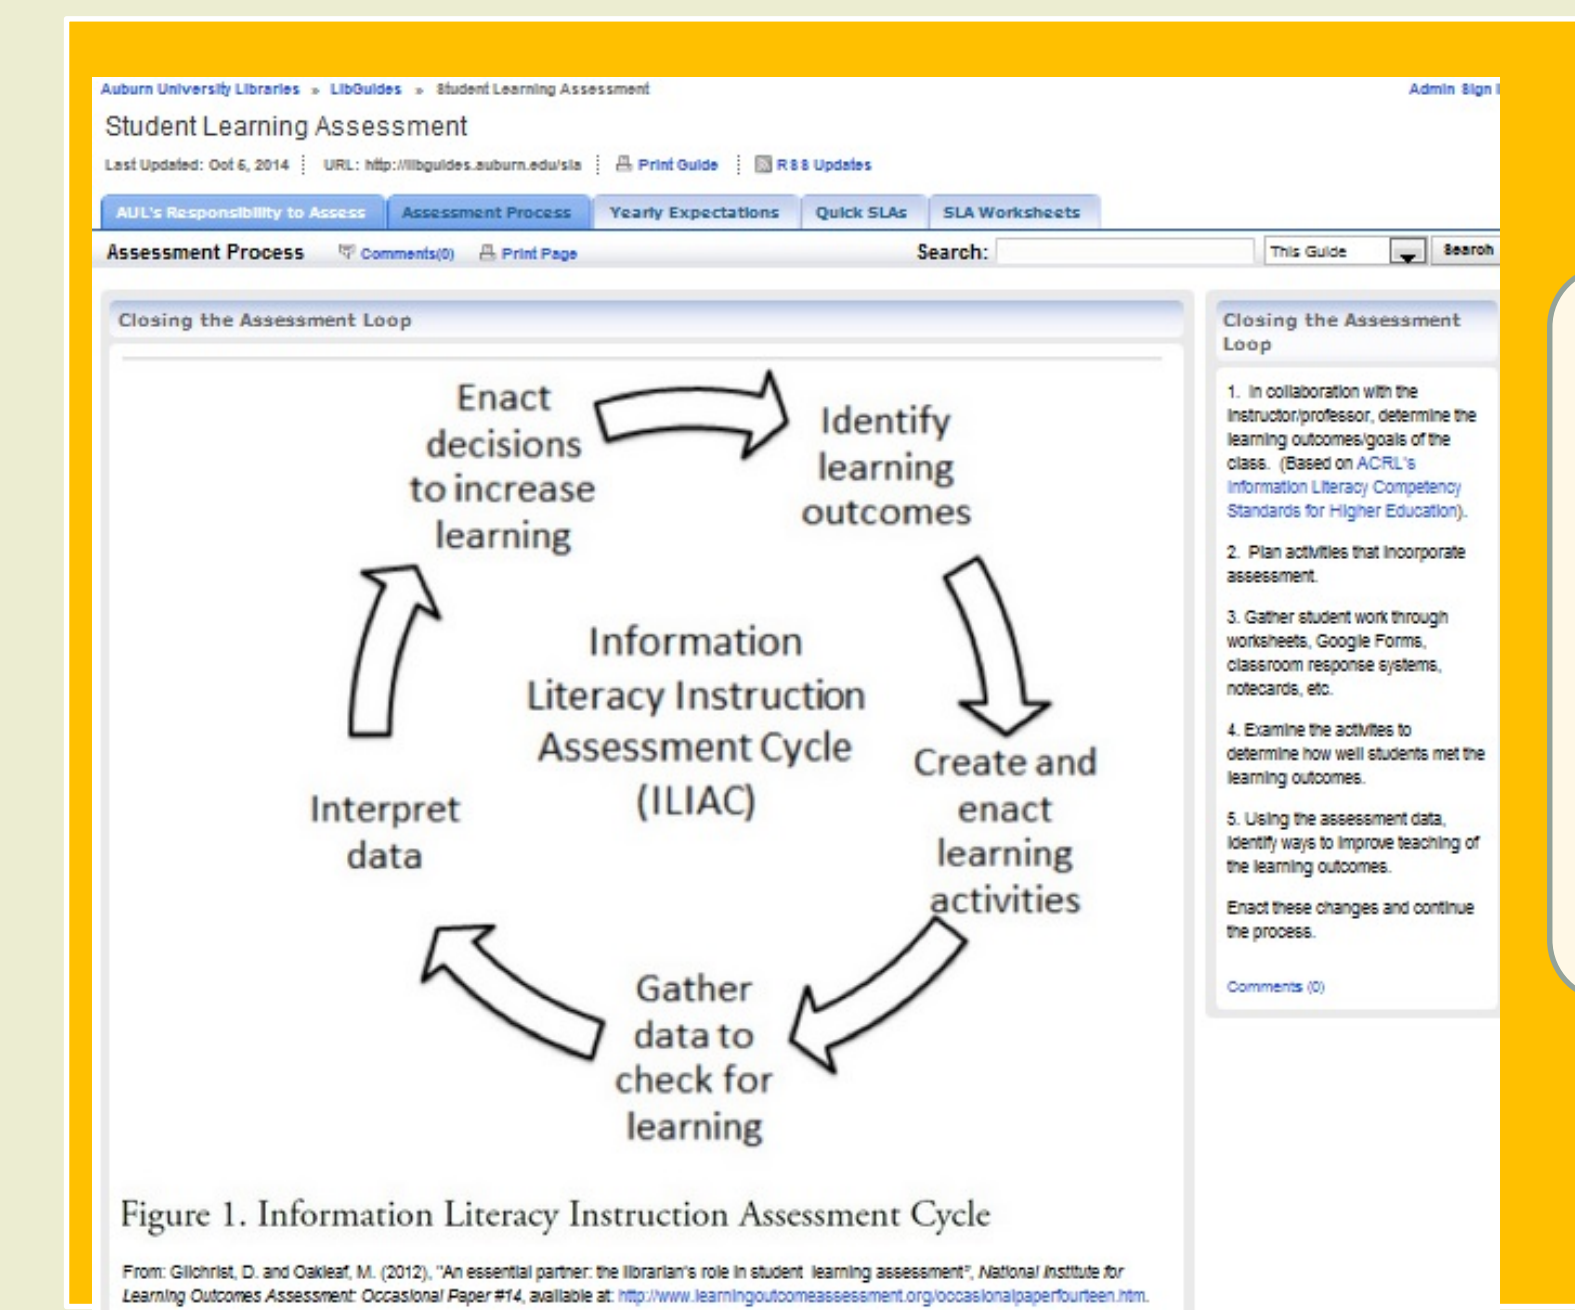 Auburn University Libraries » LibGuides » Student Learning Assessment
Admin Sign I
Student Learning Assessment
Last Updated: Oct 6, 2014 URL: http://libguides.auburn.edu/sla Print Guide RSS Updates
AUL's Responsibility to Assess Assessment Process Yearly Expectations Quick SLAs SLA Worksheets
Assessment Process Comments(0) Print Page Search: This Guide Search
Closing the Assessment Loop
Enact
decisions
to increase
learning
Identify
learning
outcomes
Create and
enact
learning
activities
Gather
data to
check for
learning
Interpret
data
Information
Literacy Instruction
Assessment Cycle
(ILIAC)
Figure 1. Information Literacy Instruction Assessment Cycle
From: Gilchrist, D. and Oakleaf, M. (2012), "An essential partner: the librarian's role in student learning assessment", National Institute for
Learning Outcomes Assessment: Occasional Paper #14, available at: http://www.learningoutcomeassessment.org/occasionalpaperfourteen.htm.
Closing the Assessment
Loop
1. In collaboration with the
instructor/professor, determine the
learning outcomes/goals of the
class. (Based on ACRL's
Information Literacy Competency
Standards for Higher Education).
2. Plan activities that incorporate
assessment.
3. Gather student work through
worksheets, Google Forms,
classroom response systems,
notecards, etc.
4. Examine the activites to
determine how well students met the
learning outcomes.
5. Using the assessment data,
identify ways to improve teaching of
the learning outcomes.
Enact these changes and continue
the process.
Comments (0)